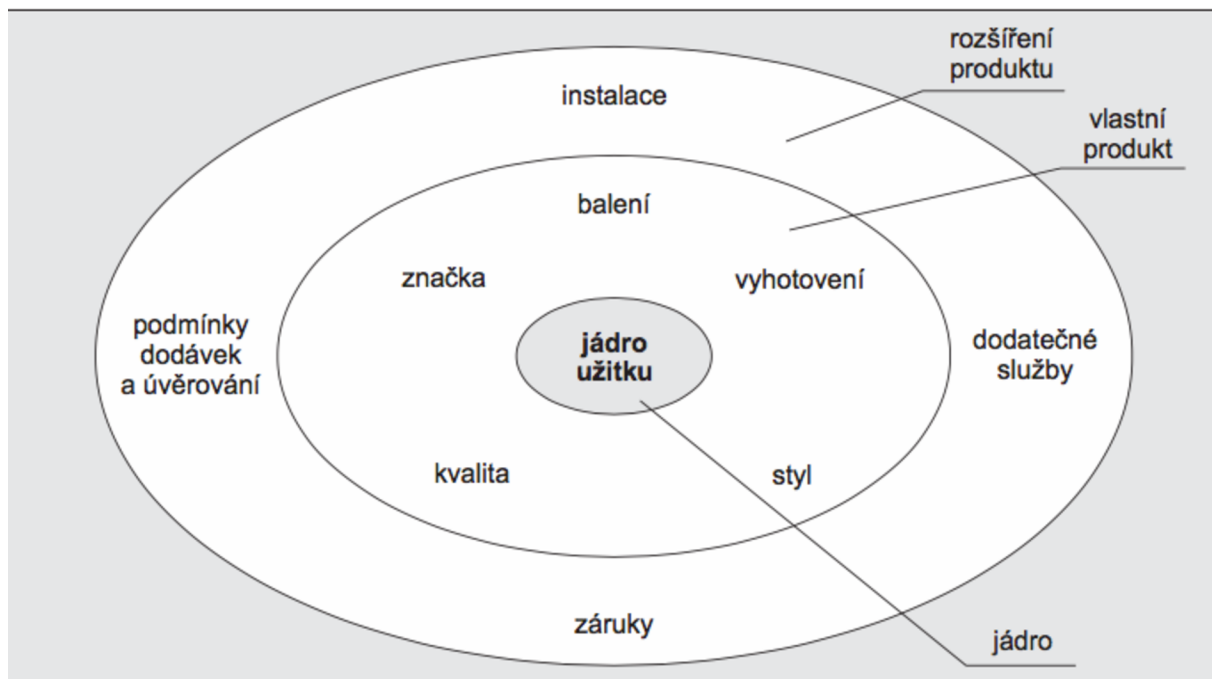 rozšíření
produktu
instalace
vlastní
produkt
balení
značka
vyhotovení
podmínky
dodávek
a úvěrování
jádro
užitku
dodatečné
služby
kvalita
styl
záruky
jádro